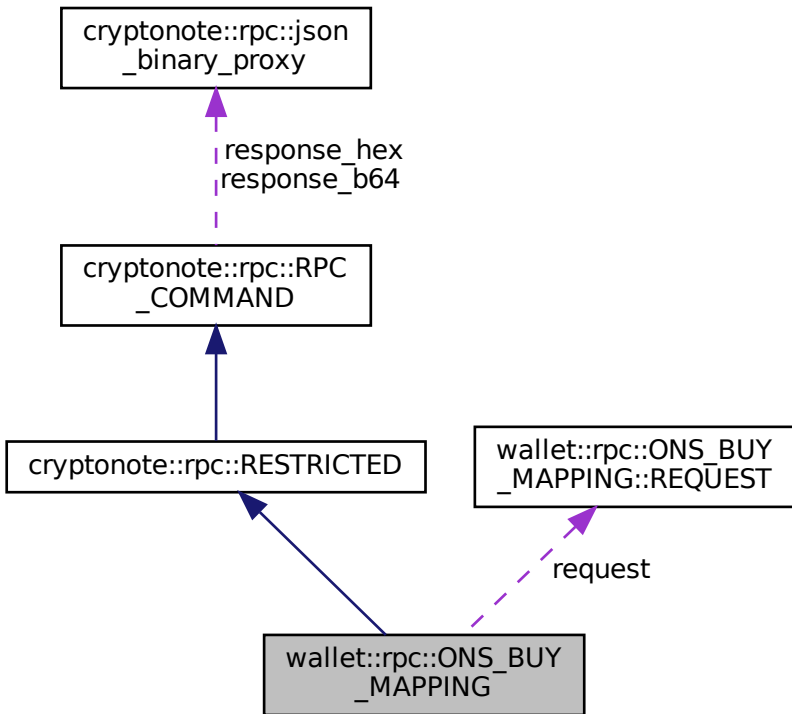 cryptonote::rpc::json
_binary_proxy
response_hex
response_b64
cryptonote::rpc::RPC
_COMMAND
cryptonote::rpc::RESTRICTED
wallet::rpc::ONS_BUY
_MAPPING::REQUEST
request
wallet::rpc::ONS_BUY
_MAPPING